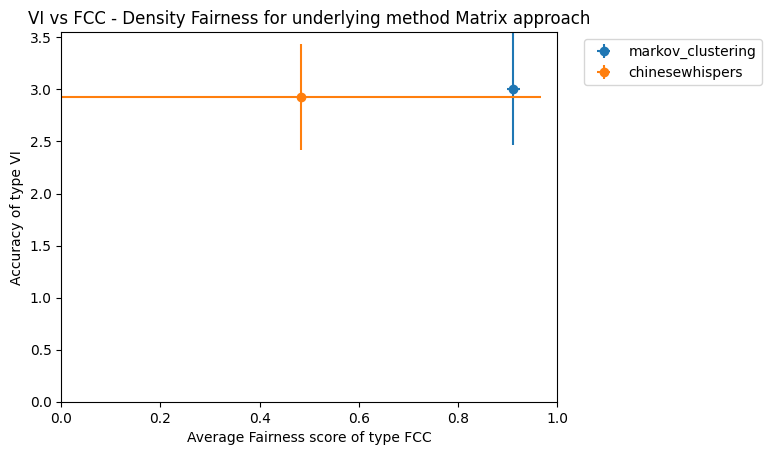 VI vs FCC - Density Fairness for underlying method Matrix approach
3.5
3.0
2.5
2.0
1.5
1.0
0.5
0.0
Accuracy of type VI
0.0 0.2 0.4 0.6 0.8 1.0
Average Fairness score of type FCC
markov_clustering
chinesewhispers